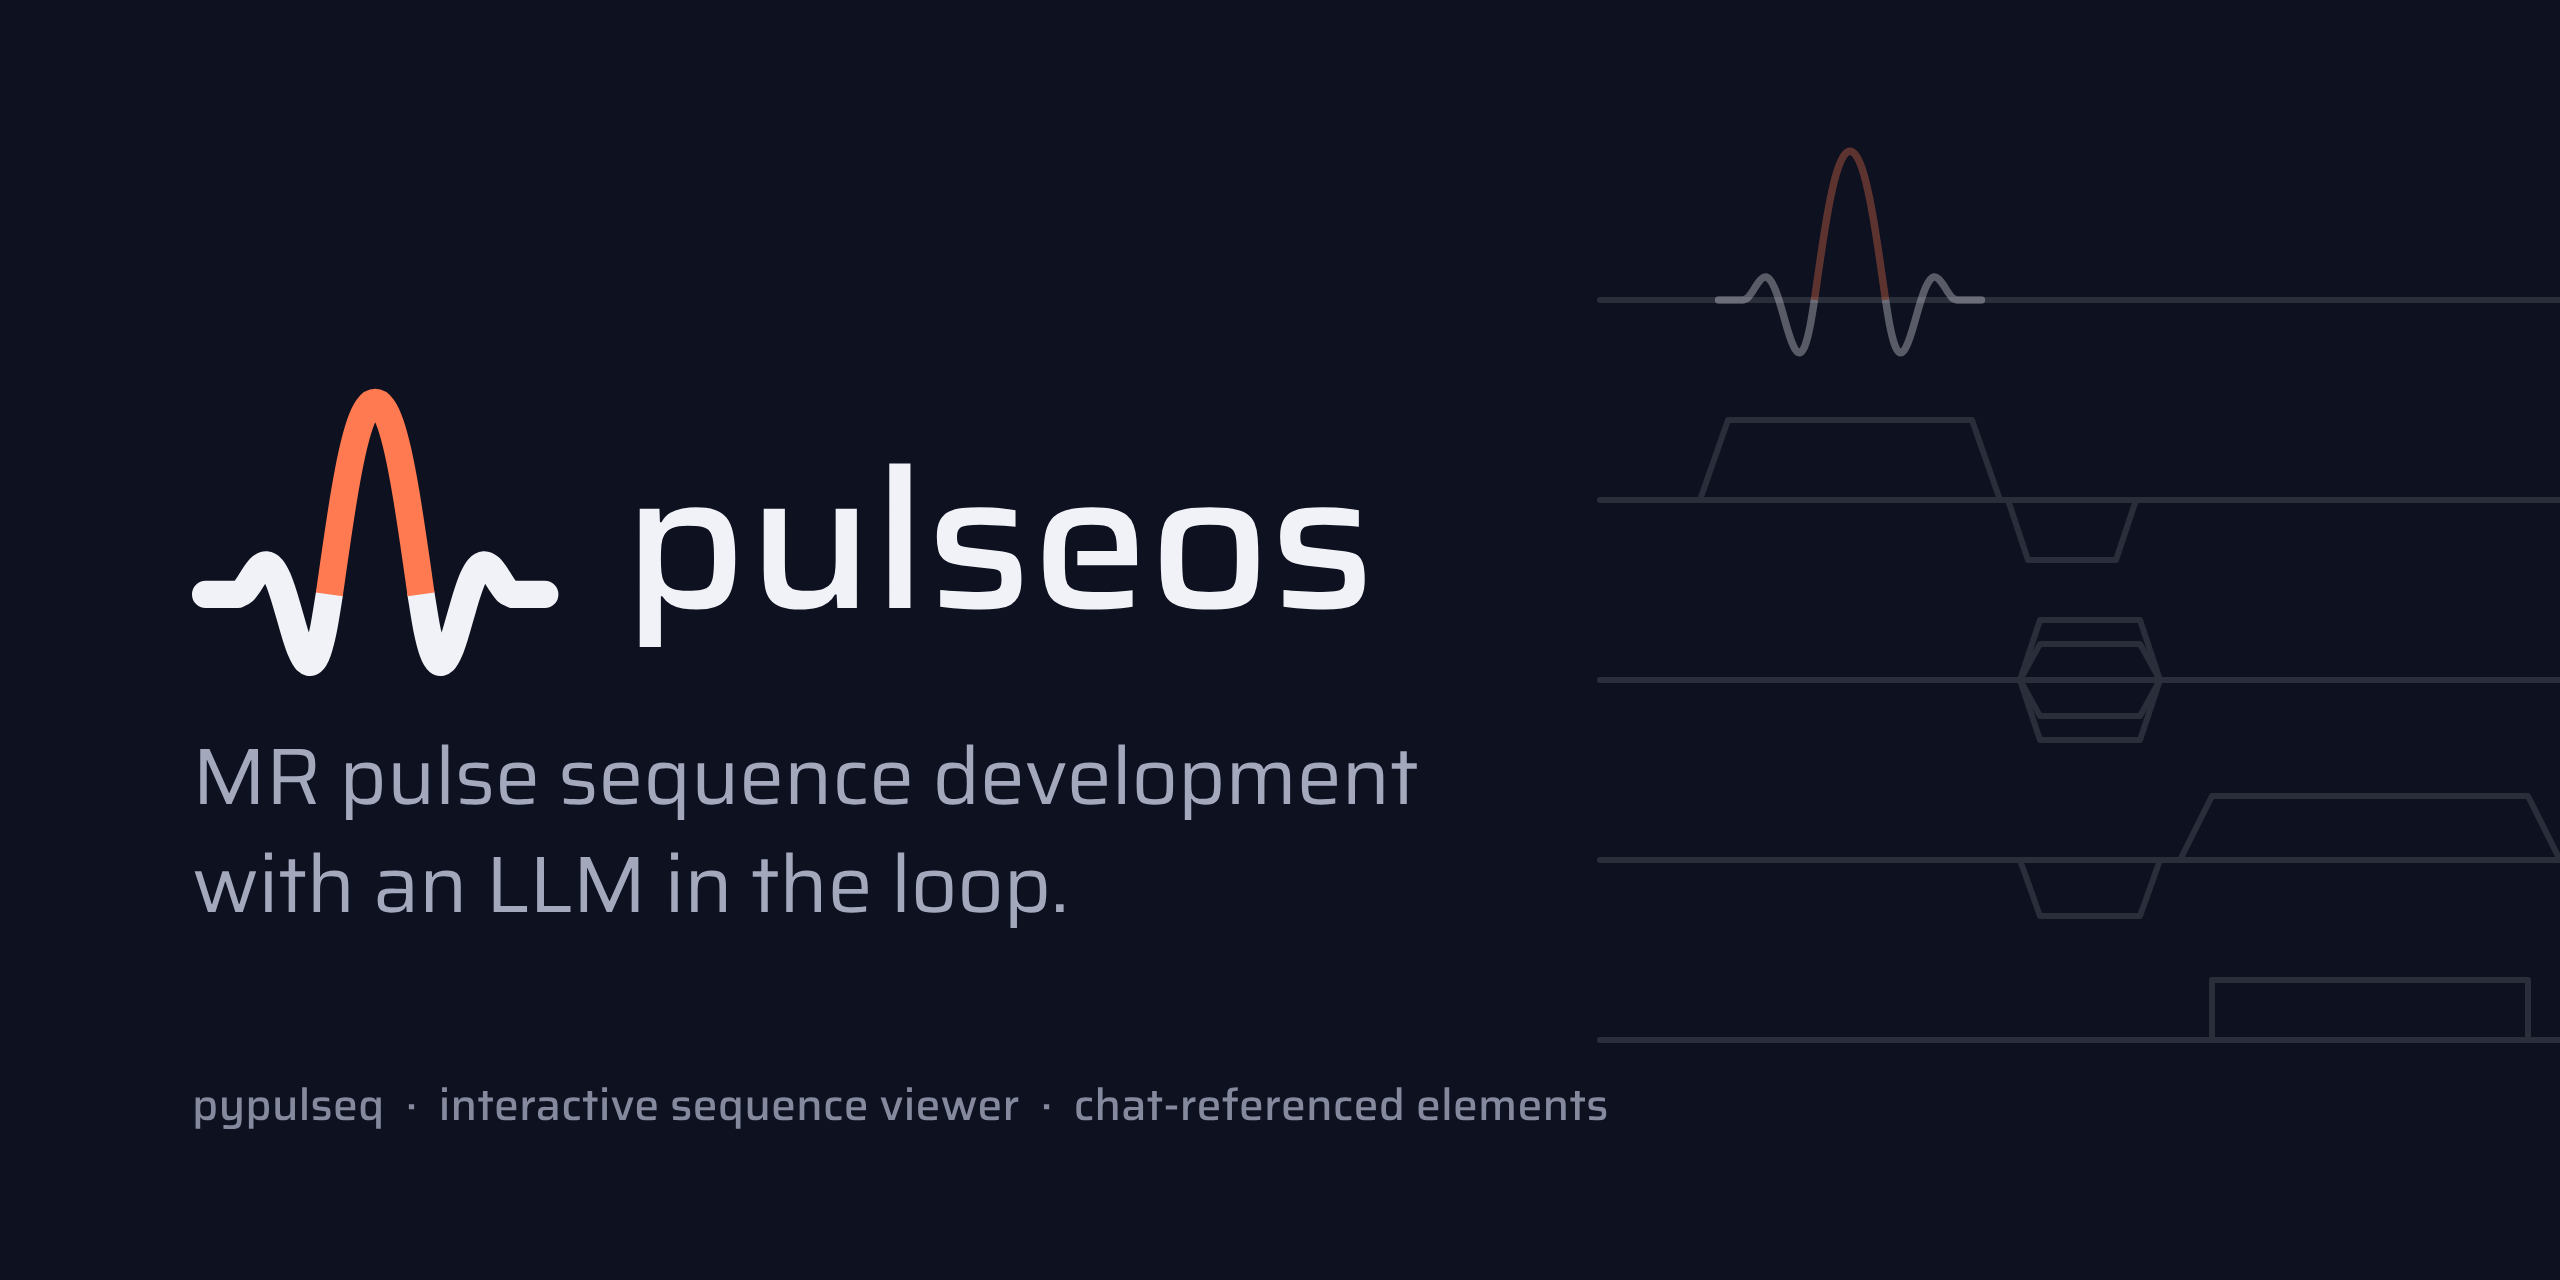 pulseos
MR pulse sequence development
with an LLM in the loop.
pypulseq · interactive sequence viewer · chat-referenced elements